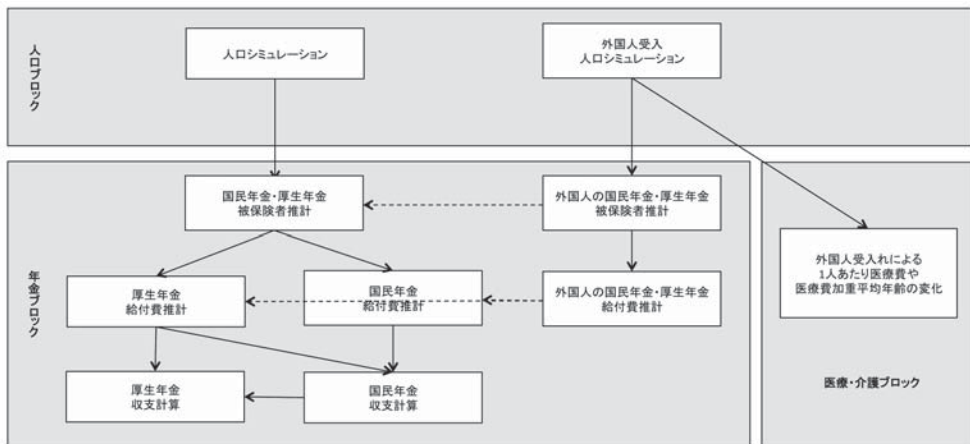 人口ブロック
人口シミュレーション
外国人受入
人口シミュレーション
年金ブロック
国民年金・厚生年金
被保険者推計
外国人の国民年金・厚生年金
被保険者推計
厚生年金
給付費推計
国民年金
給付費推計
外国人の国民年金・厚生年金
給付費推計
厚生年金
収支計算
国民年金
収支計算
外国人受入れによる
1人あたり医療費や
医療費加重平均年齢の変化
医療・介護ブロック